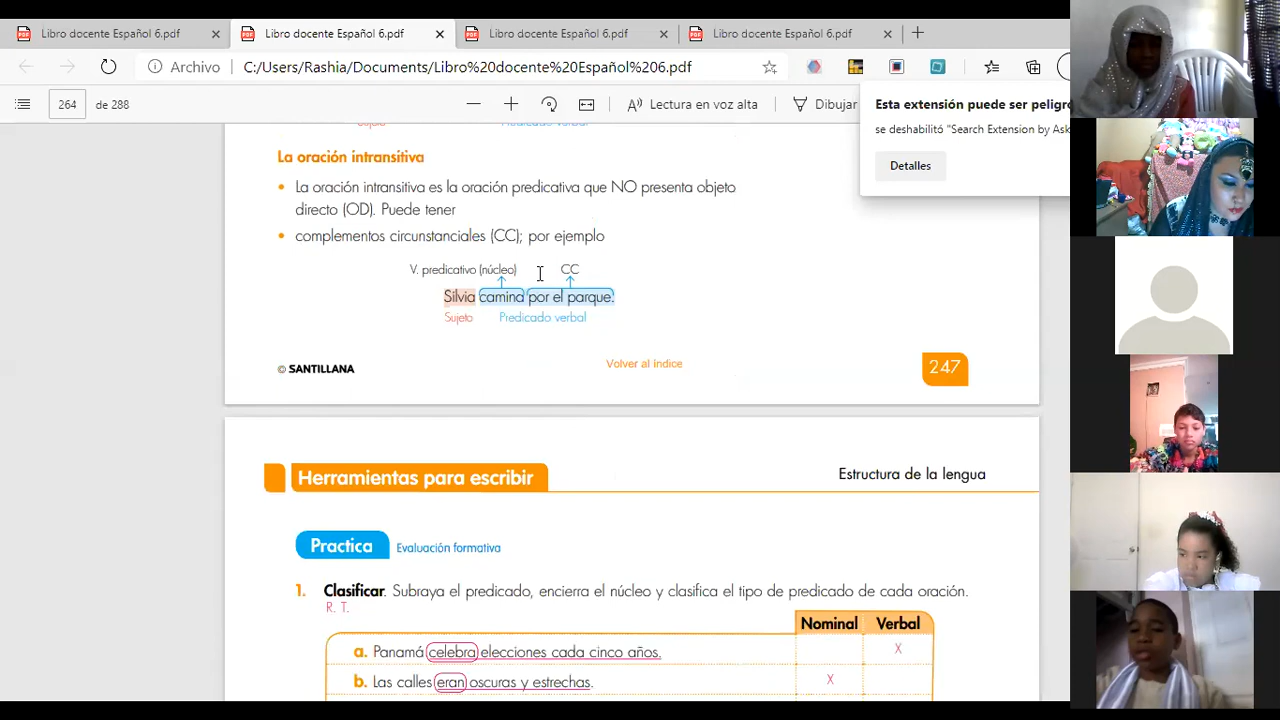 Libro docente Español 6.pdf
Libro docente Español 6.pdf
Libro docente Español 6.pdf
Libro docente Español 6.pdf
Archivo
C:/Users/Rashia/Documents/Libro%20docente%20Español%206.pdf
264
de 288
Lectura en voz alta
Dibujar
Esta extensión puede ser peligro
se deshabilitó "Search Extension by Ask
Detalles
La oración intransitiva
• La oración intransitiva es la oración predicativa que NO presenta objeto
directo (OD). Puede tener
• complementos circunstanciales (CC); por ejemplo
V. predicativo (núcleo) CC
Silvia camina por el parque.
Sujeto Predicado verbal
© SANTILLANA
Volver al índice
247
Herramientas para escribir
Estructura de la lengua
Practica
Evaluación formativa
1. Clasificar. Subraya el predicado, encierra el núcleo y clasifica el tipo de predicado de cada oración.
R. T.
Nominal Verbal
a. Panamá celebra elecciones cada cinco años. X
b. Las calles eran oscuras y estrechas. X